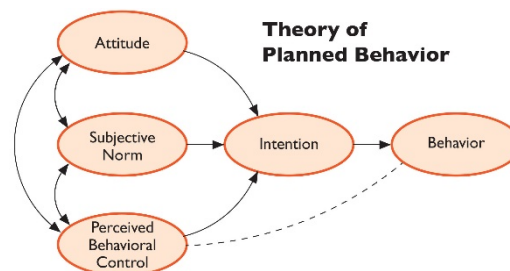 Theory of
Planned Behavior
Attitude
Subjective
Norm
Intention
Behavior
Perceived
Behavioral
Control